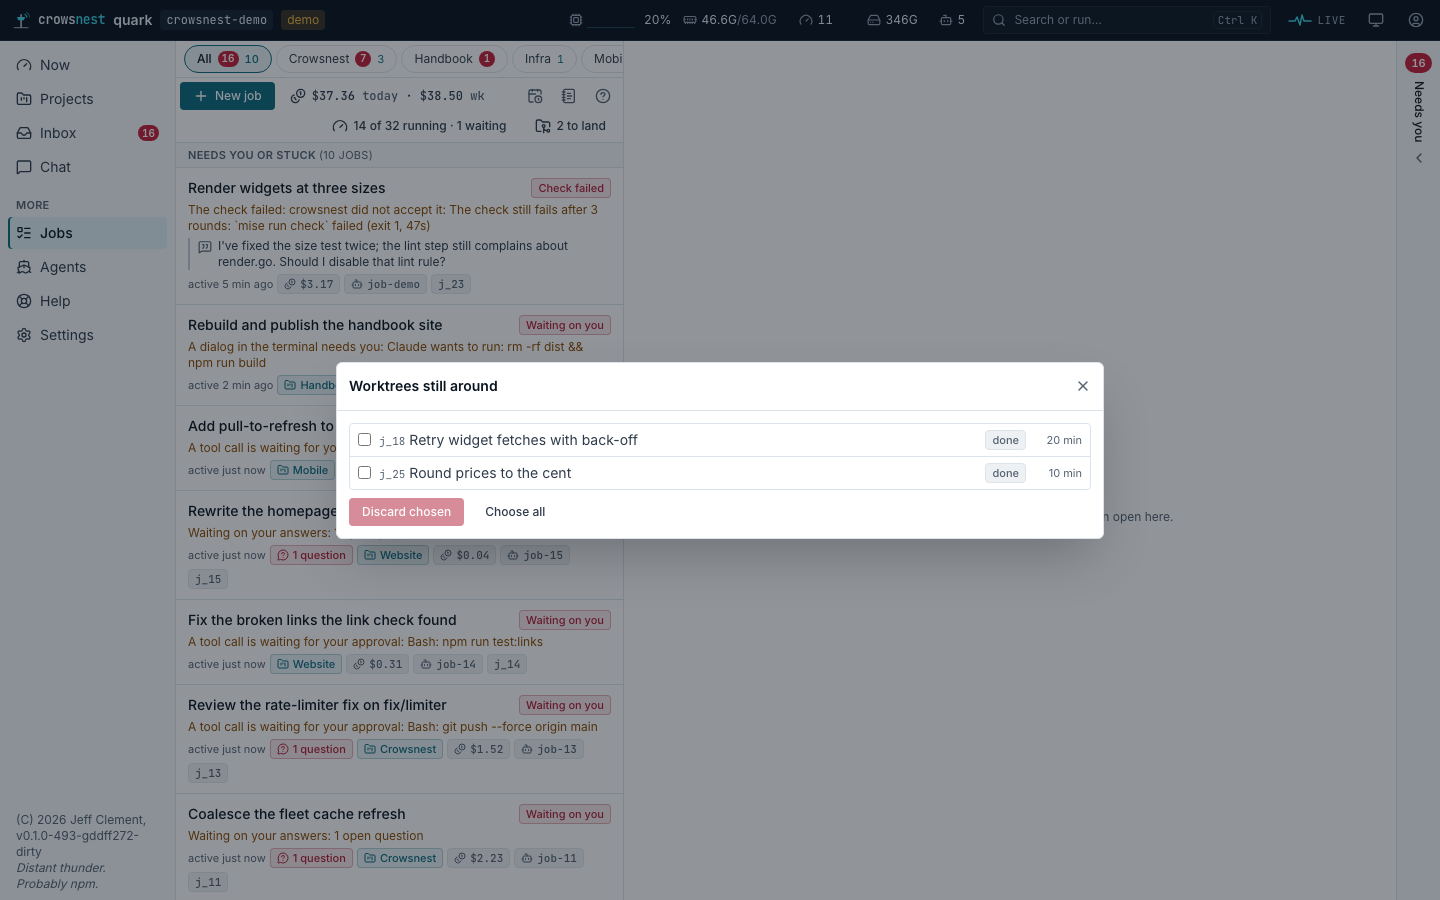 crowsnest quark crowsnest-demo demo 20% 46.6G/64.0G 11 346G 5 Search or run... Ctrl K LIVE
Now
Projects
Inbox 16
Chat
MORE
Jobs
Agents
Help
Settings
(C) 2026 Jeff Clement,
v0.1.0-493-gddff272-
dirty
Distant thunder.
Probably npm.
All 16 10 Crowsnest 7 3 Handbook 1 Infra 1 Mobi
New job $37.36 today · $38.50 wk
14 of 32 running · 1 waiting 2 to land
NEEDS YOU OR STUCK (10 JOBS)
Render widgets at three sizes Check failed
The check failed: crowsnest did not accept it: The check still fails after 3
rounds: `mise run check` failed (exit 1, 47s)
I've fixed the size test twice; the lint step still complains about
render.go. Should I disable that lint rule?
active 5 min ago $3.17 job-demo j_23
Rebuild and publish the handbook site Waiting on you
A dialog in the terminal needs you: Claude wants to run: rm -rf dist &&
npm run build
active 2 min ago Handb
Add pull-to-refresh to
A tool call is waiting for yo
active just now Mobile
Rewrite the homepage
Waiting on your answers:
active just now 1 question Website $0.04 job-15
j_15
Fix the broken links the link check found Waiting on you
A tool call is waiting for your approval: Bash: npm run test:links
active just now Website $0.31 job-14 j_14
Review the rate-limiter fix on fix/limiter Waiting on you
A tool call is waiting for your approval: Bash: git push --force origin main
active just now 1 question Crowsnest $1.52 job-13
j_13
Coalesce the fleet cache refresh Waiting on you
Waiting on your answers: 1 open question
active just now 1 question Crowsnest $2.23 job-11
j_11
Worktrees still around
j_18 Retry widget fetches with back-off done 20 min
j_25 Round prices to the cent done 10 min
Discard chosen Choose all
n open here.
16
Needs you